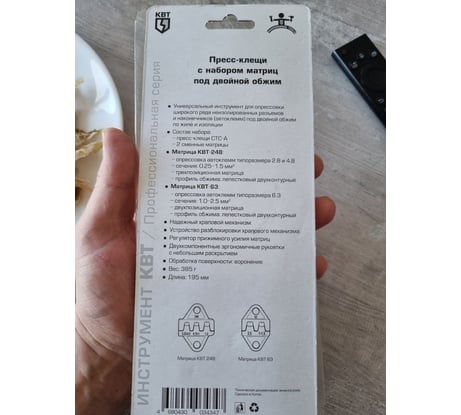 КВТ
Пресс-клещи
с набором матриц
под двойной обжим
• Универсальный инструмент для опрессовки
широкого ряда неизолированных разъемов
и наконечников (автоклемм) под двойной обжим
по жиле и изоляции
• Состав набора:
– пресс-клещи CTC-A
– 2 сменные матрицы
• Матрица КВТ-24B
– опрессовка автоклемм типоразмера 2.8 и 4.8
– сечение: 0.25-1.5 мм²
– трехпозиционная матрица
– профиль обжима: лепестковый двухконтурный
• Матрица КВТ-63
– опрессовка автоклемм типоразмера 6.3
– сечение: 1.0-2.5 мм²
– двухпозиционная матрица
– профиль обжима: лепестковый двухконтурный
• Надежный храповой механизм
• Устройство разблокировки храпового механизма
• Регулятор прижимного усилия матриц
• Двухкомпонентные эргономичные рукоятки
с небольшим раскрытием
• Обработка поверхности: воронение
• Вес: 385 г
• Длина: 195 мм
Матрица КВТ 24B
Матрица КВТ 63
ИНСТРУМЕНТ КВТ / Профессиональная серия